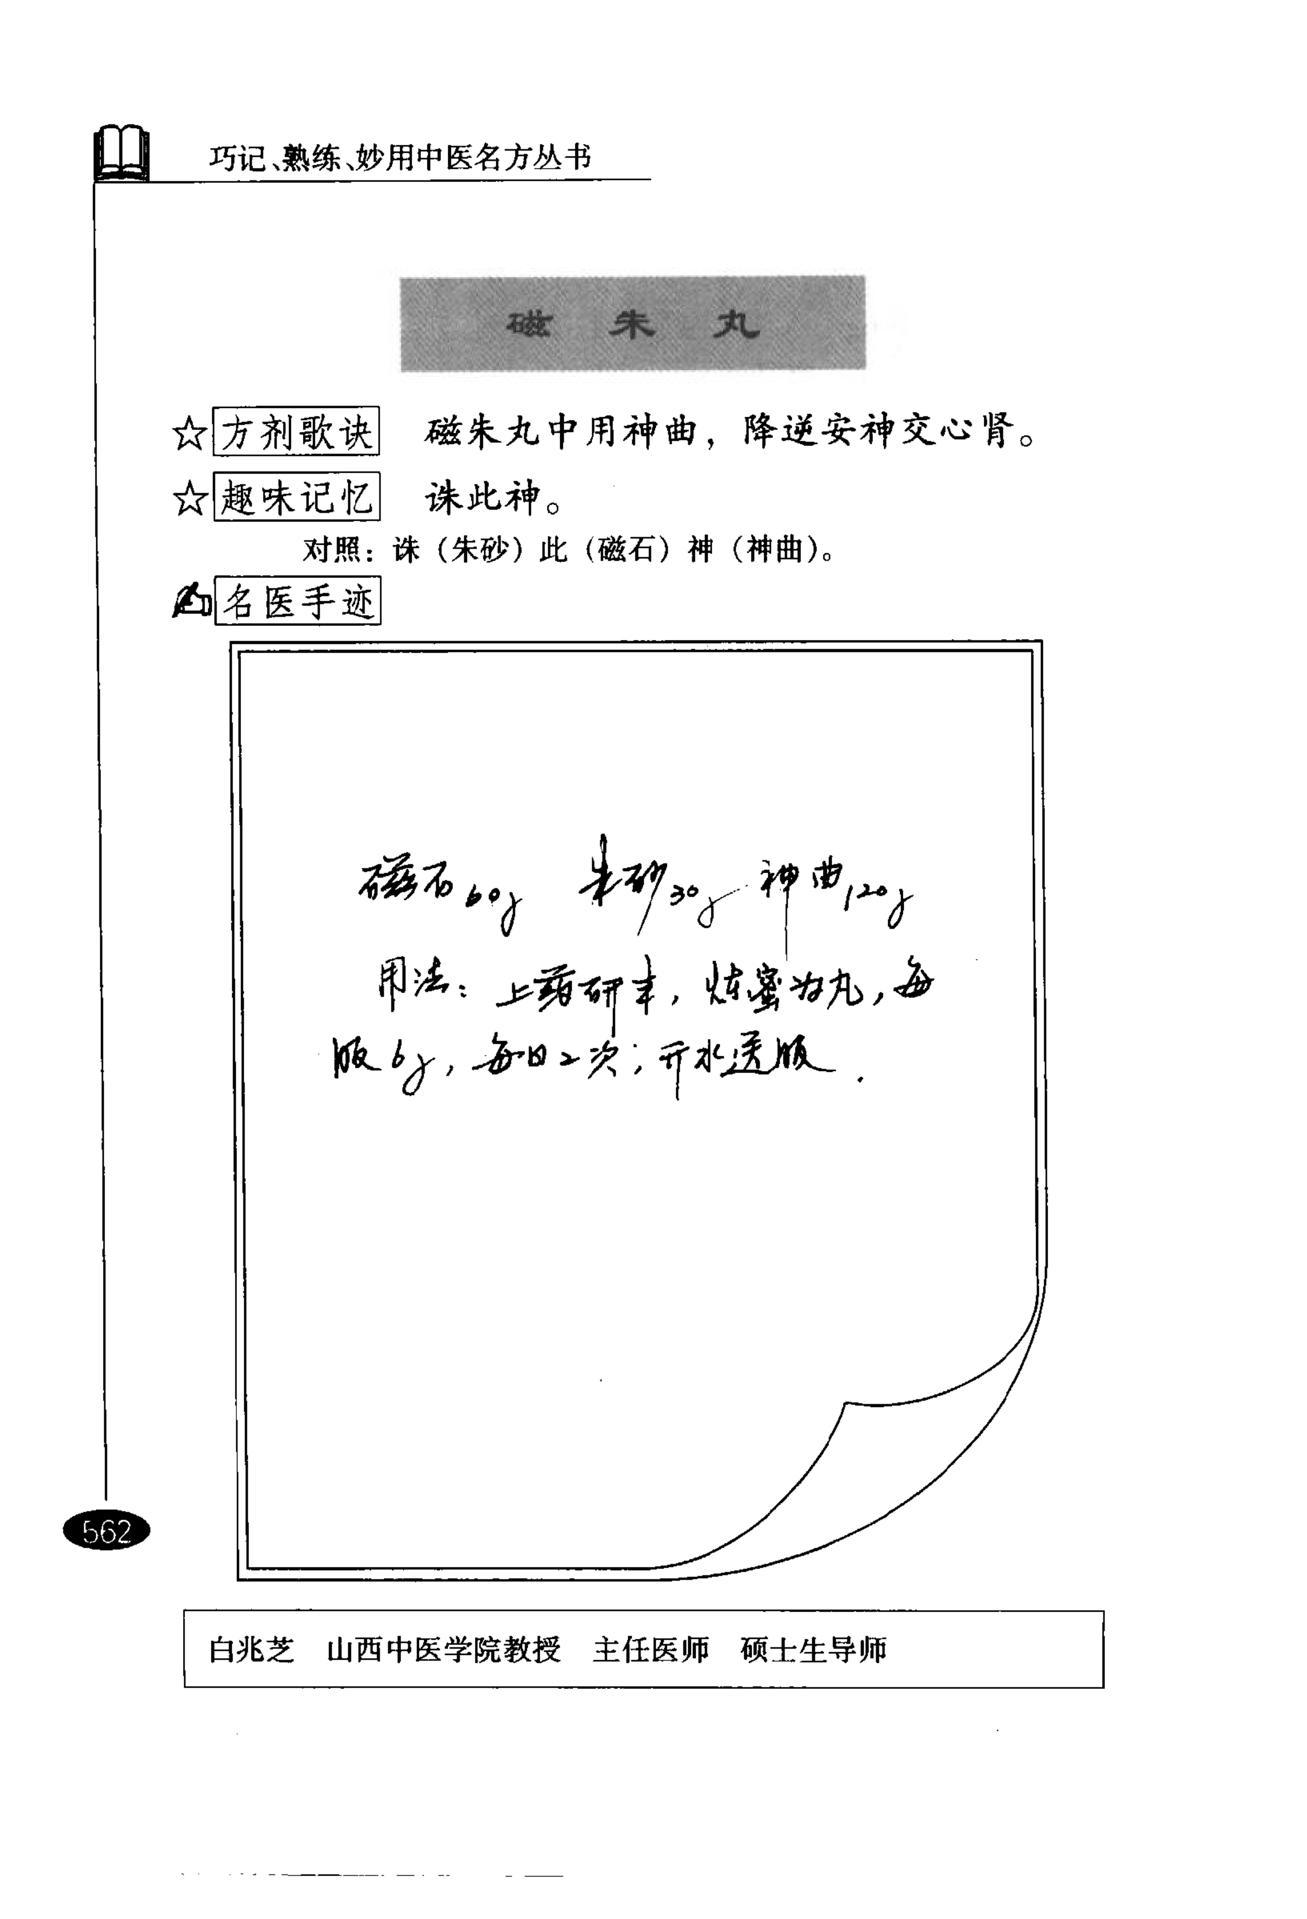 巧记、熟练、妙用中医名方丛书
磁朱丸
☆方剂歌诀 磁朱丸中用神曲，降逆安神交心肾。
☆趣味记忆 诛此神。
对照：诛（朱砂）此（磁石）神（神曲）。
名医手迹
磁石60g 朱砂30g 神曲120g
用法：上药研末，炼蜜为丸，每
服6g，每日2次；开水送服.
562
白兆芝 山西中医学院教授 主任医师 硕士生导师